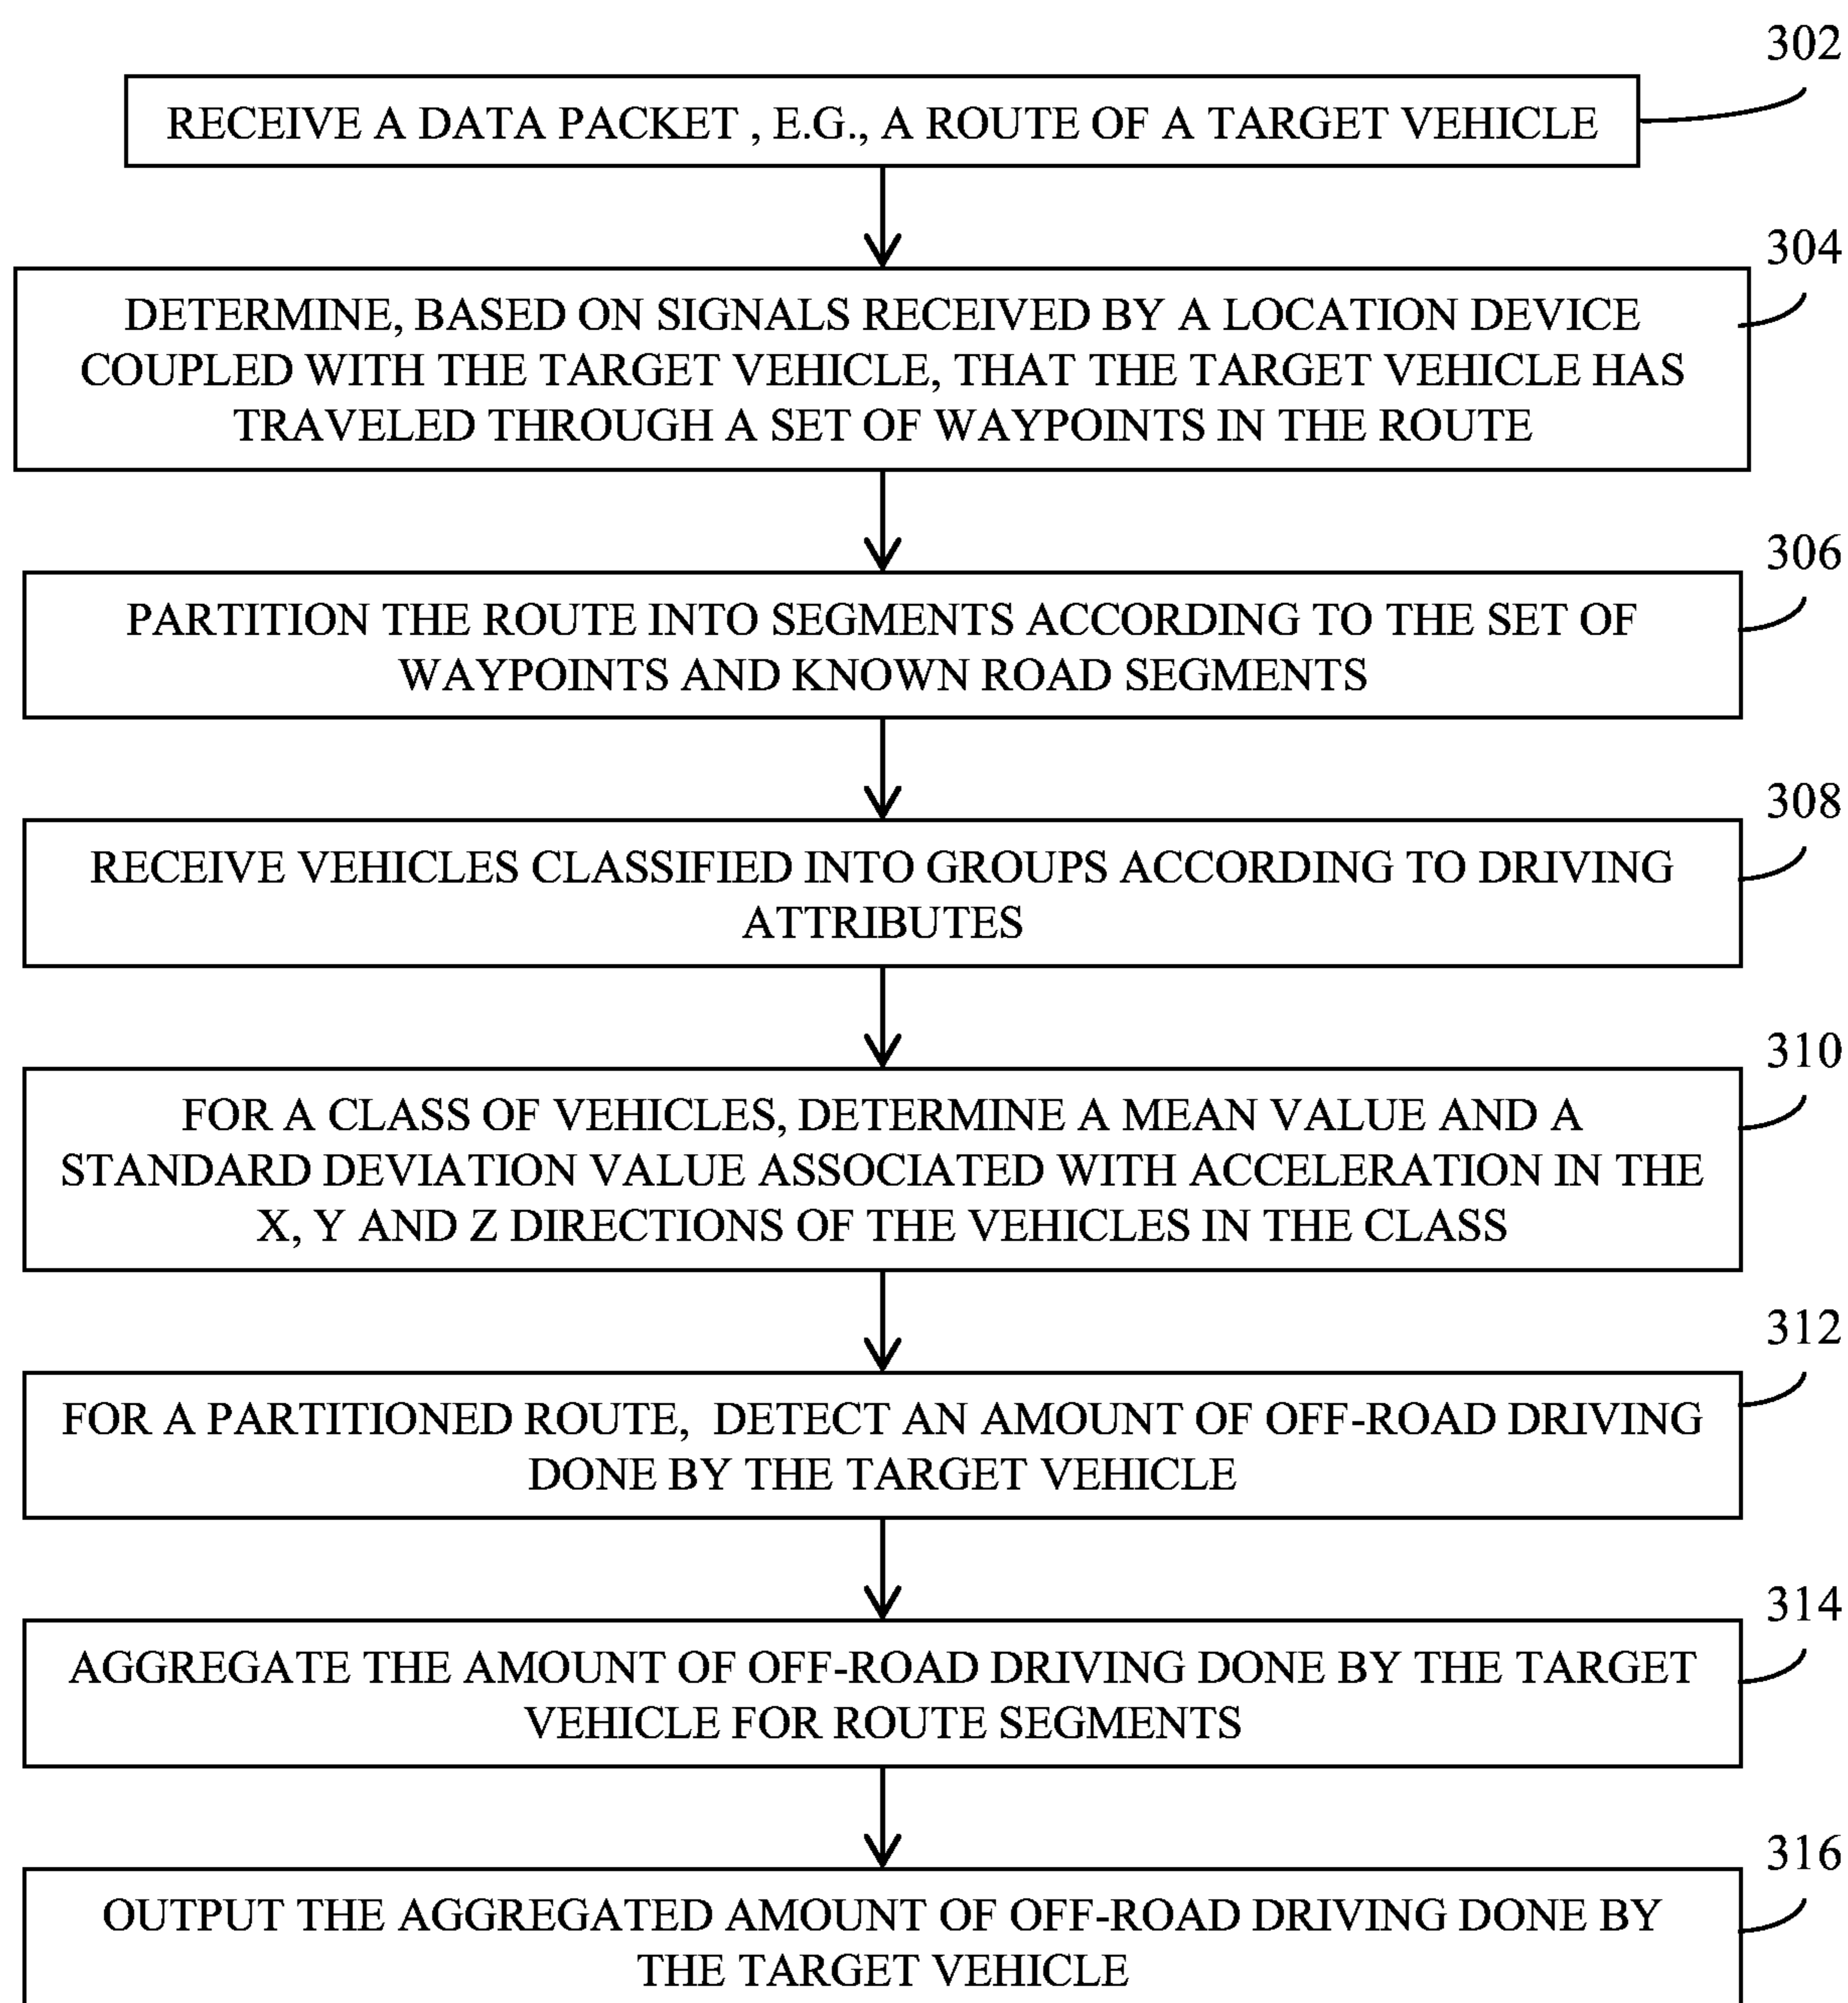 302
RECEIVE A DATA PACKET , E.G., A ROUTE OF A TARGET VEHICLE
304
DETERMINE, BASED ON SIGNALS RECEIVED BY A LOCATION DEVICE
COUPLED WITH THE TARGET VEHICLE, THAT THE TARGET VEHICLE HAS
TRAVELED THROUGH A SET OF WAYPOINTS IN THE ROUTE
306
PARTITION THE ROUTE INTO SEGMENTS ACCORDING TO THE SET OF
WAYPOINTS AND KNOWN ROAD SEGMENTS
308
RECEIVE VEHICLES CLASSIFIED INTO GROUPS ACCORDING TO DRIVING
ATTRIBUTES
310
FOR A CLASS OF VEHICLES, DETERMINE A MEAN VALUE AND A
STANDARD DEVIATION VALUE ASSOCIATED WITH ACCELERATION IN THE
X, Y AND Z DIRECTIONS OF THE VEHICLES IN THE CLASS
312
FOR A PARTITIONED ROUTE, DETECT AN AMOUNT OF OFF-ROAD DRIVING
DONE BY THE TARGET VEHICLE
314
AGGREGATE THE AMOUNT OF OFF-ROAD DRIVING DONE BY THE TARGET
VEHICLE FOR ROUTE SEGMENTS
316
OUTPUT THE AGGREGATED AMOUNT OF OFF-ROAD DRIVING DONE BY
THE TARGET VEHICLE